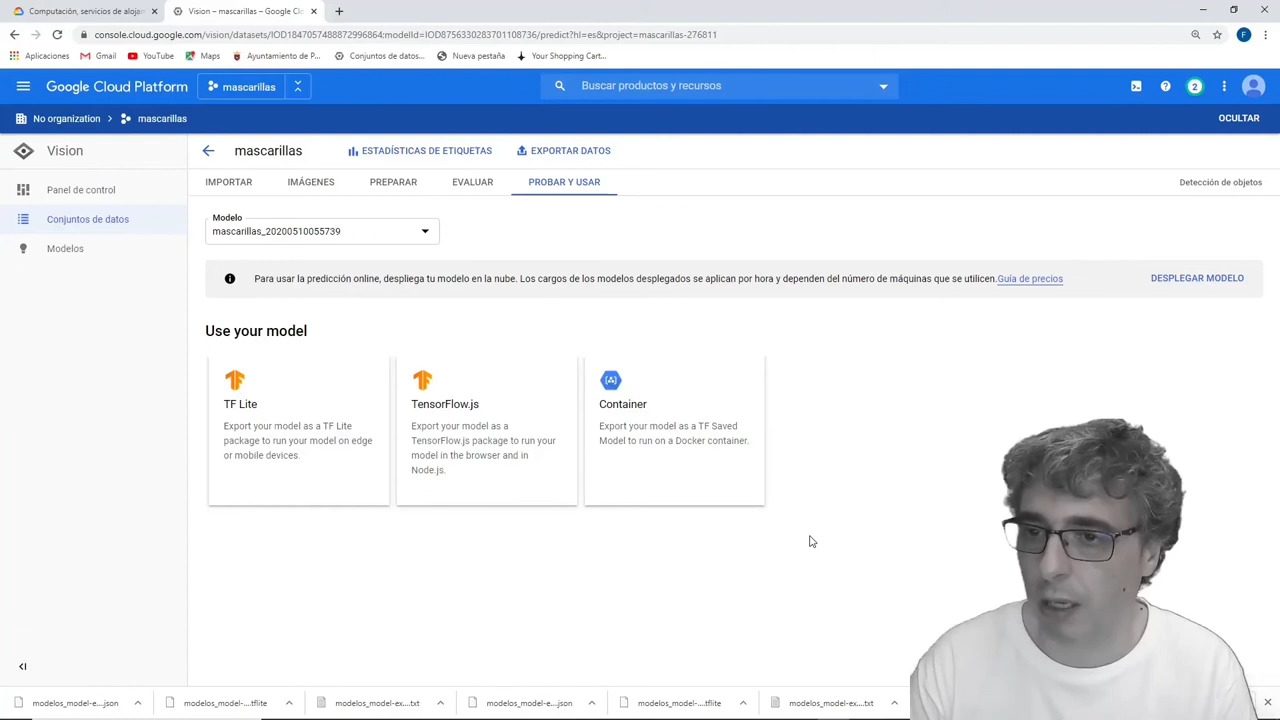 Computación, servicios de alojam
Vision – mascarillas – Google Clo
console.cloud.google.com/vision/datasets/IOD1847057488872996864;modelId=IOD8756330283701108736/predict?hl=es&project=mascarillas-276811
F
Aplicaciones
Gmail
YouTube
Maps
Ayuntamiento de P...
Conjuntos de datos...
Nueva pestaña
Your Shopping Cart...
Google Cloud Platform
mascarillas
Buscar productos y recursos
2
No organization
mascarillas
OCULTAR
Vision
mascarillas
ESTADÍSTICAS DE ETIQUETAS
EXPORTAR DATOS
Panel de control
Conjuntos de datos
Modelos
IMPORTAR
IMÁGENES
PREPARAR
EVALUAR
PROBAR Y USAR
Detección de objetos
Modelo
mascarillas_20200510055739
Para usar la predicción online, despliega tu modelo en la nube. Los cargos de los modelos desplegados se aplican por hora y dependen del número de máquinas que se utilicen.Guía de precios
DESPLEGAR MODELO
Use your model
TF Lite
Export your model as a TF Lite
package to run your model on edge
or mobile devices.
TensorFlow.js
Export your model as a
TensorFlow.js package to run your
model in the browser and in
Node.js.
Container
Export your model as a TF Saved
Model to run on a Docker container.
modelos_model-e....json
modelos_model-....tflite
modelos_model-ex....txt
modelos_model-e....json
modelos_model-....tflite
modelos_model-ex....txt